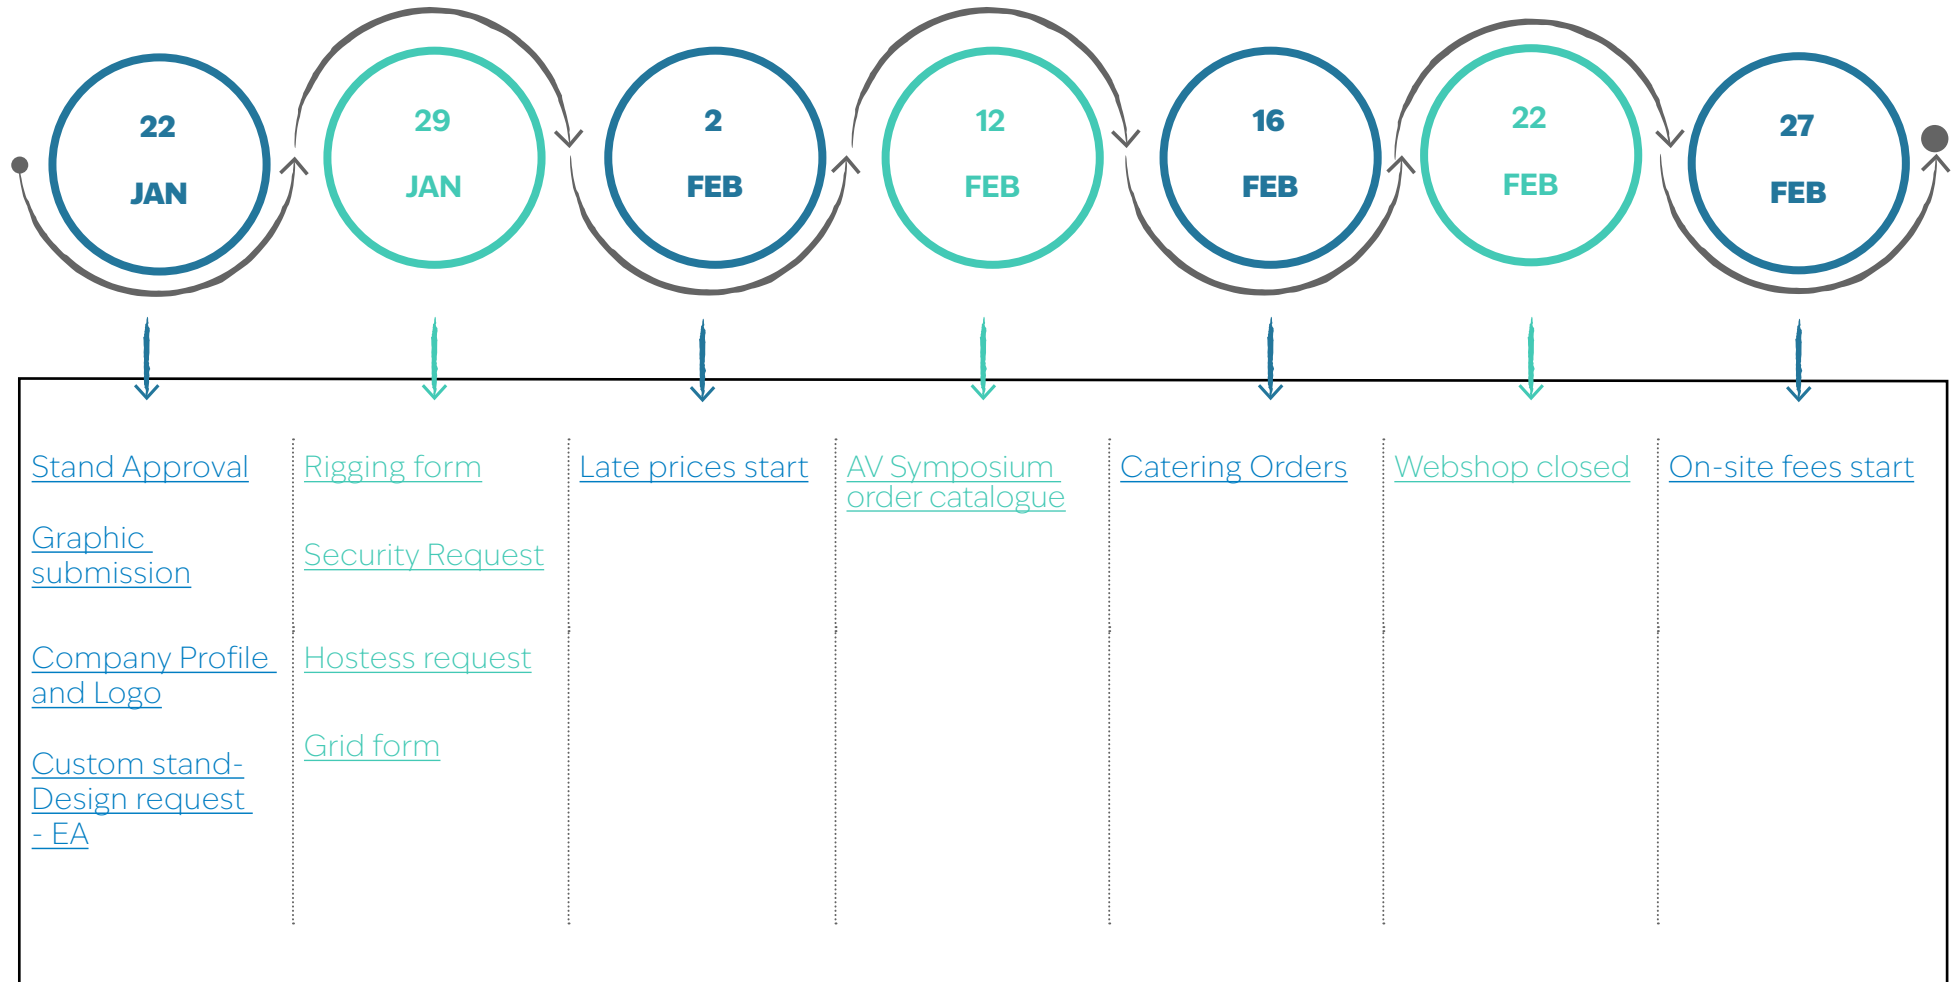 22
JAN
29
JAN
2
FEB
12
FEB
16
FEB
22
FEB
27
FEB
Stand Approval
Graphic
submission
Company Profile
and Logo
Custom stand-
Design request
- EA
Rigging form
Security Request
Hostess request
Grid form
Late prices start
AV Symposium
order catalogue
Catering Orders
Webshop closed
On-site fees start